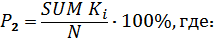 P₂ = SUM Kᵢ / N · 100%, где: